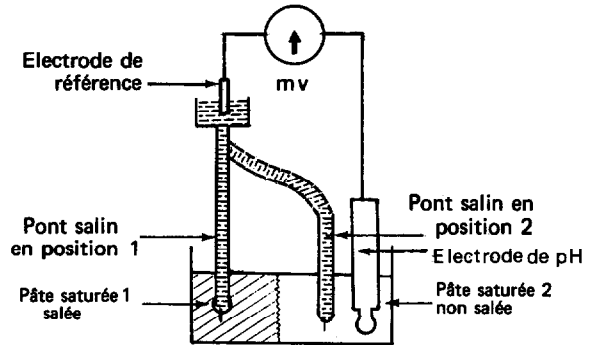 Electrode de
référence
mv
Pont salin
en position 1
Pont salin en
position 2
Electrode de pH
Pâte saturée 1
salée
Pâte saturée 2
non salée